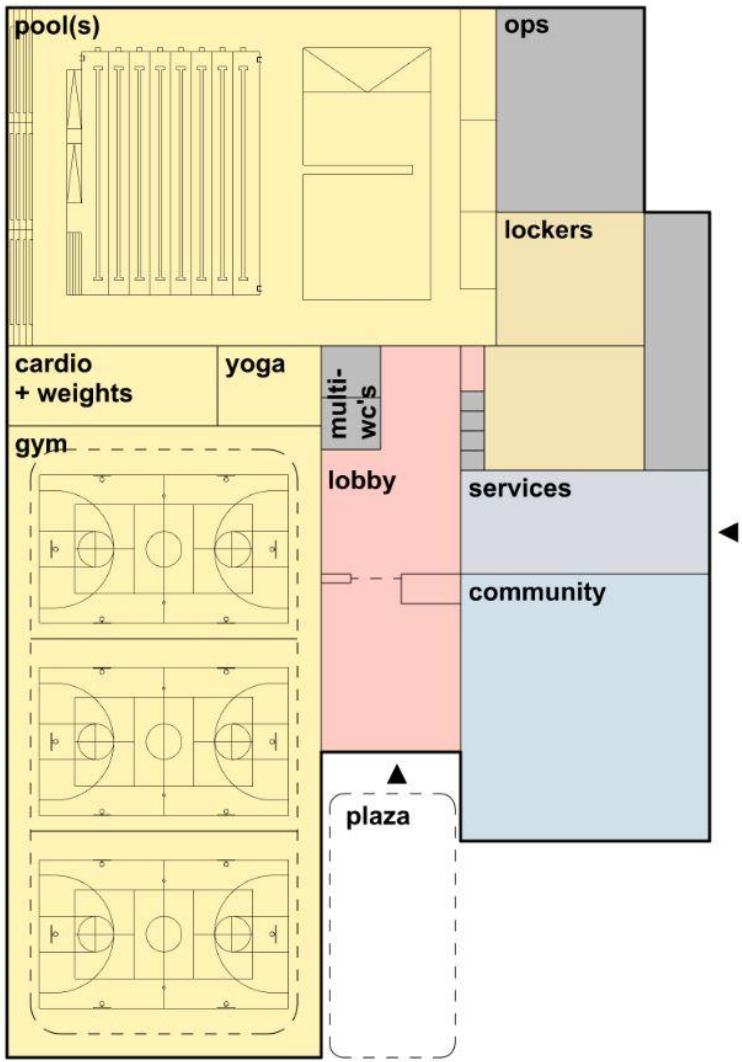 pool(s)
ops
lockers
cardio
+ weights
yoga
multi-
wc's
gym
lobby
services
community
plaza